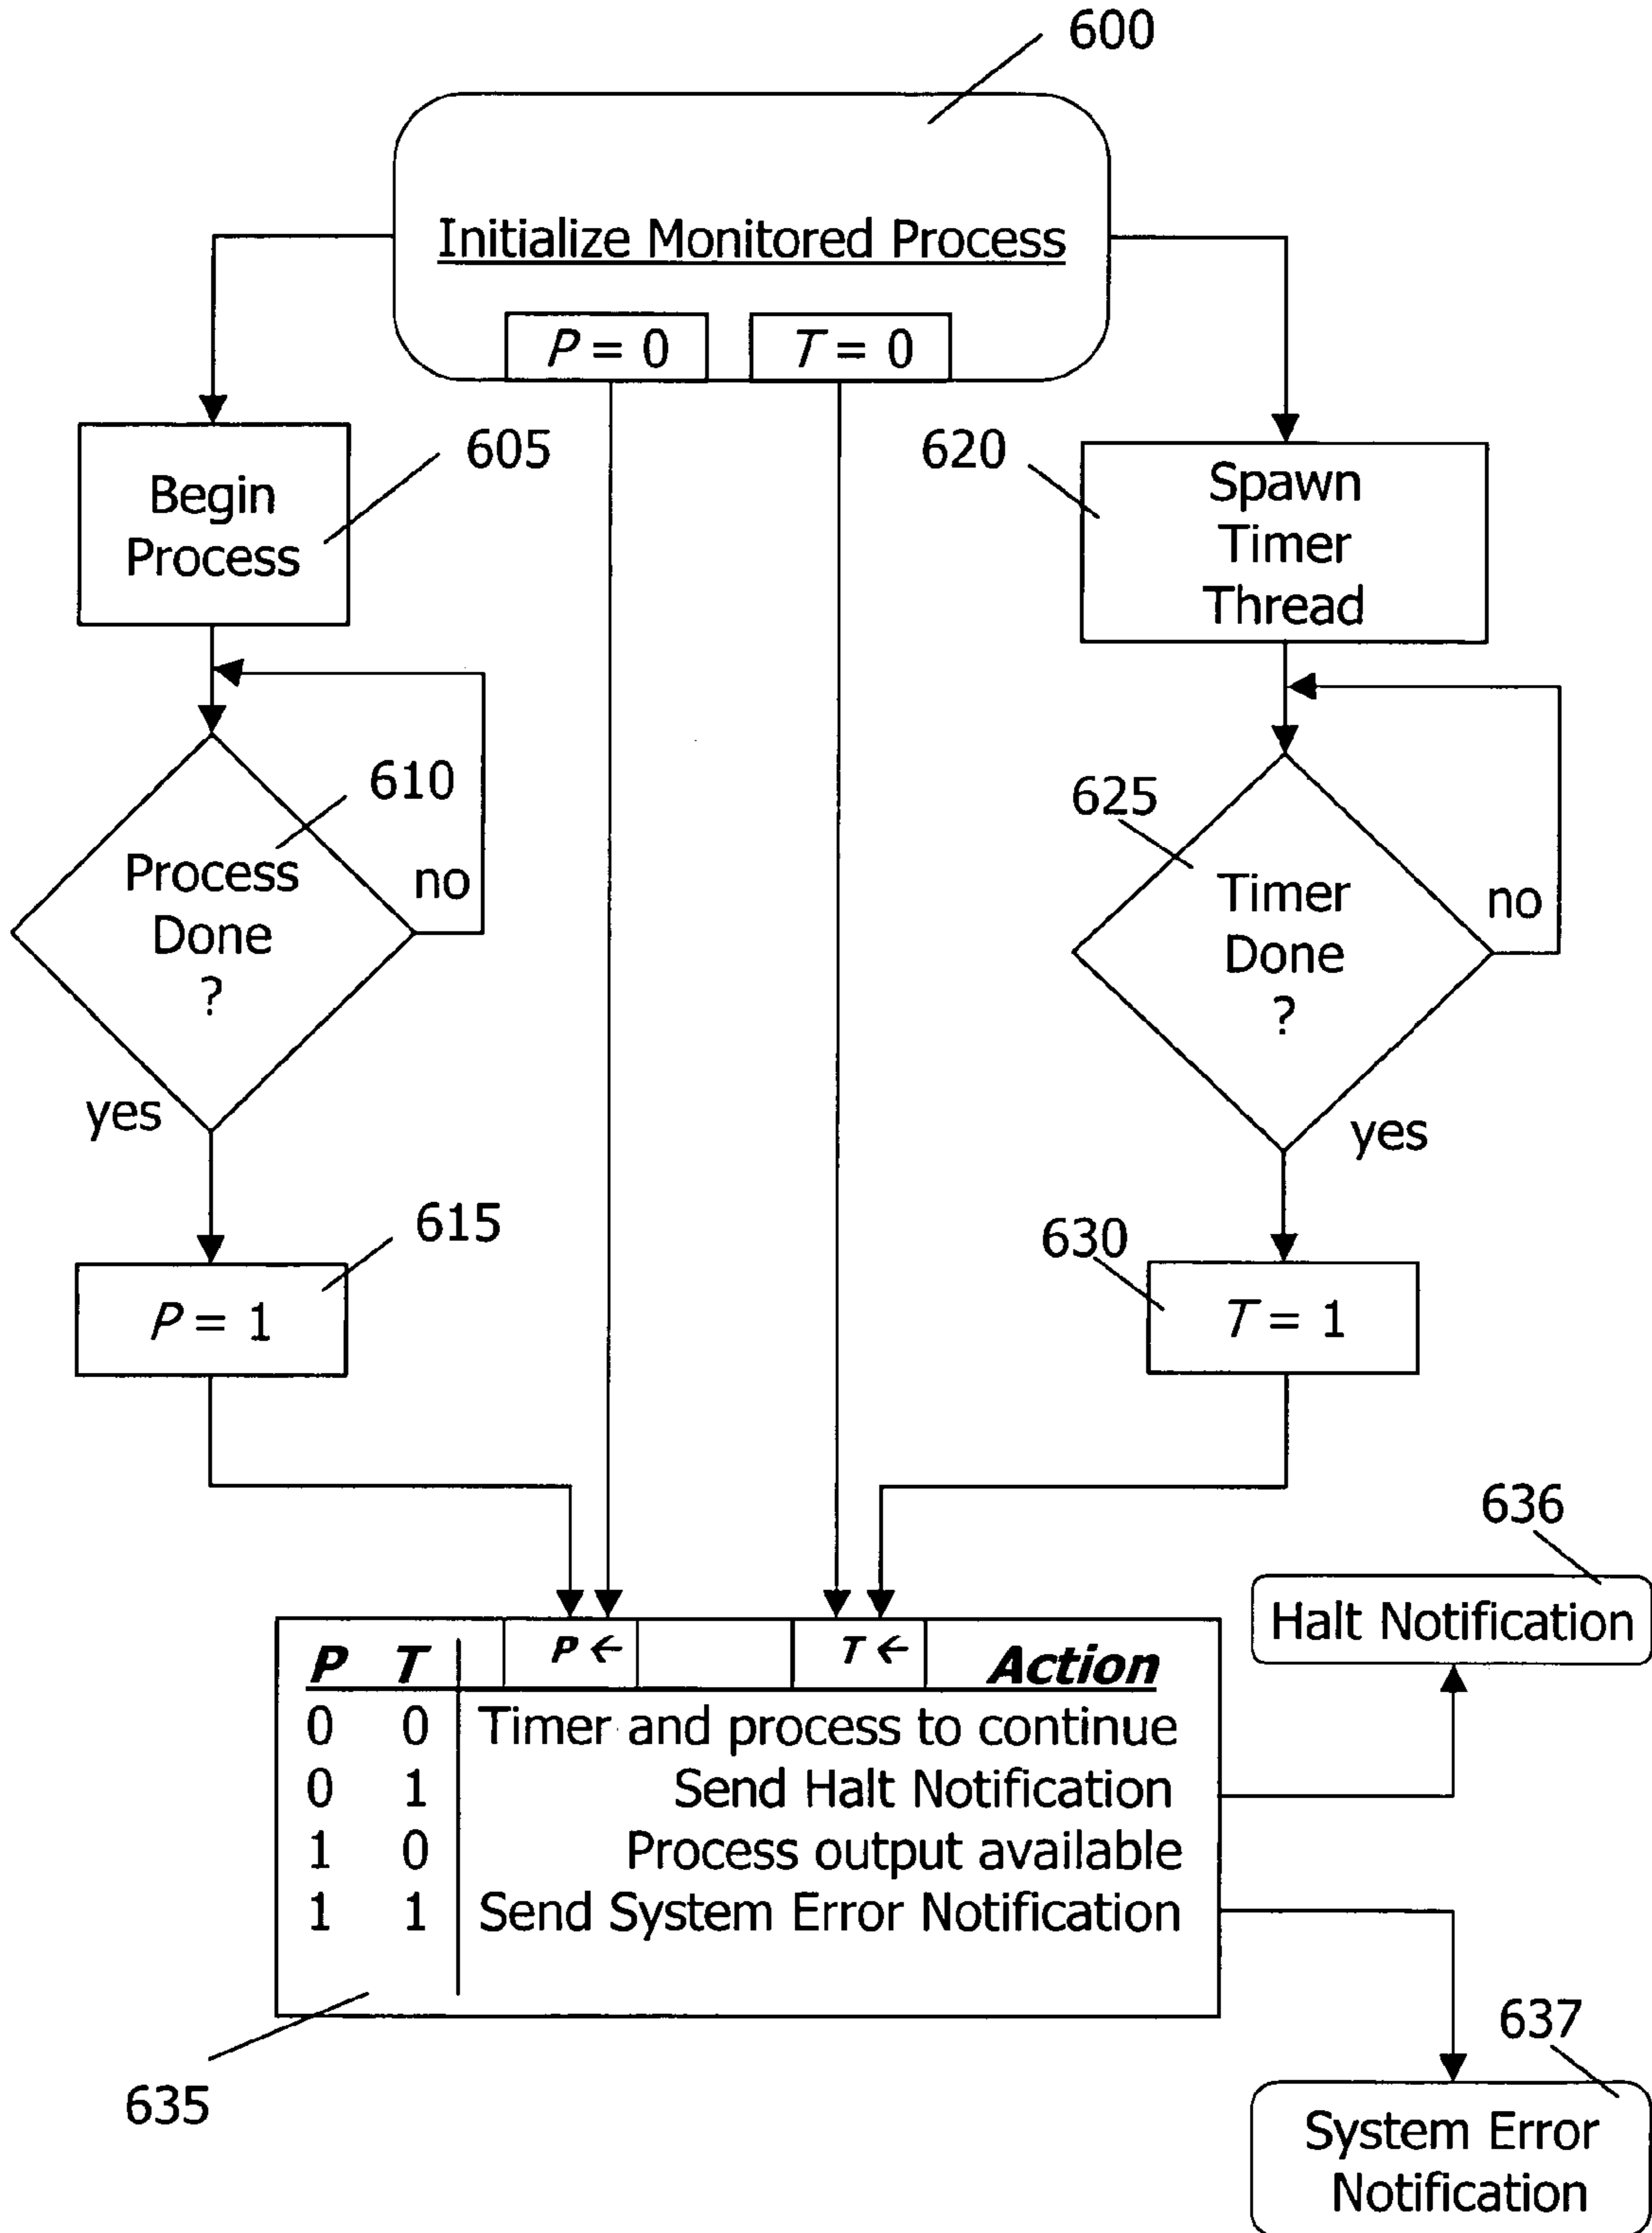 600
Initialize Monitored Process
P = 0
T = 0
605
Begin
Process
620
Spawn
Timer
Thread
610
Process
Done
?
no
yes
625
Timer
Done
?
no
yes
615
P = 1
630
T = 1
636
Halt Notification
P T P ← T ← Action
0 0 Timer and process to continue
0 1 Send Halt Notification
1 0 Process output available
1 1 Send System Error Notification
635
637
System Error
Notification